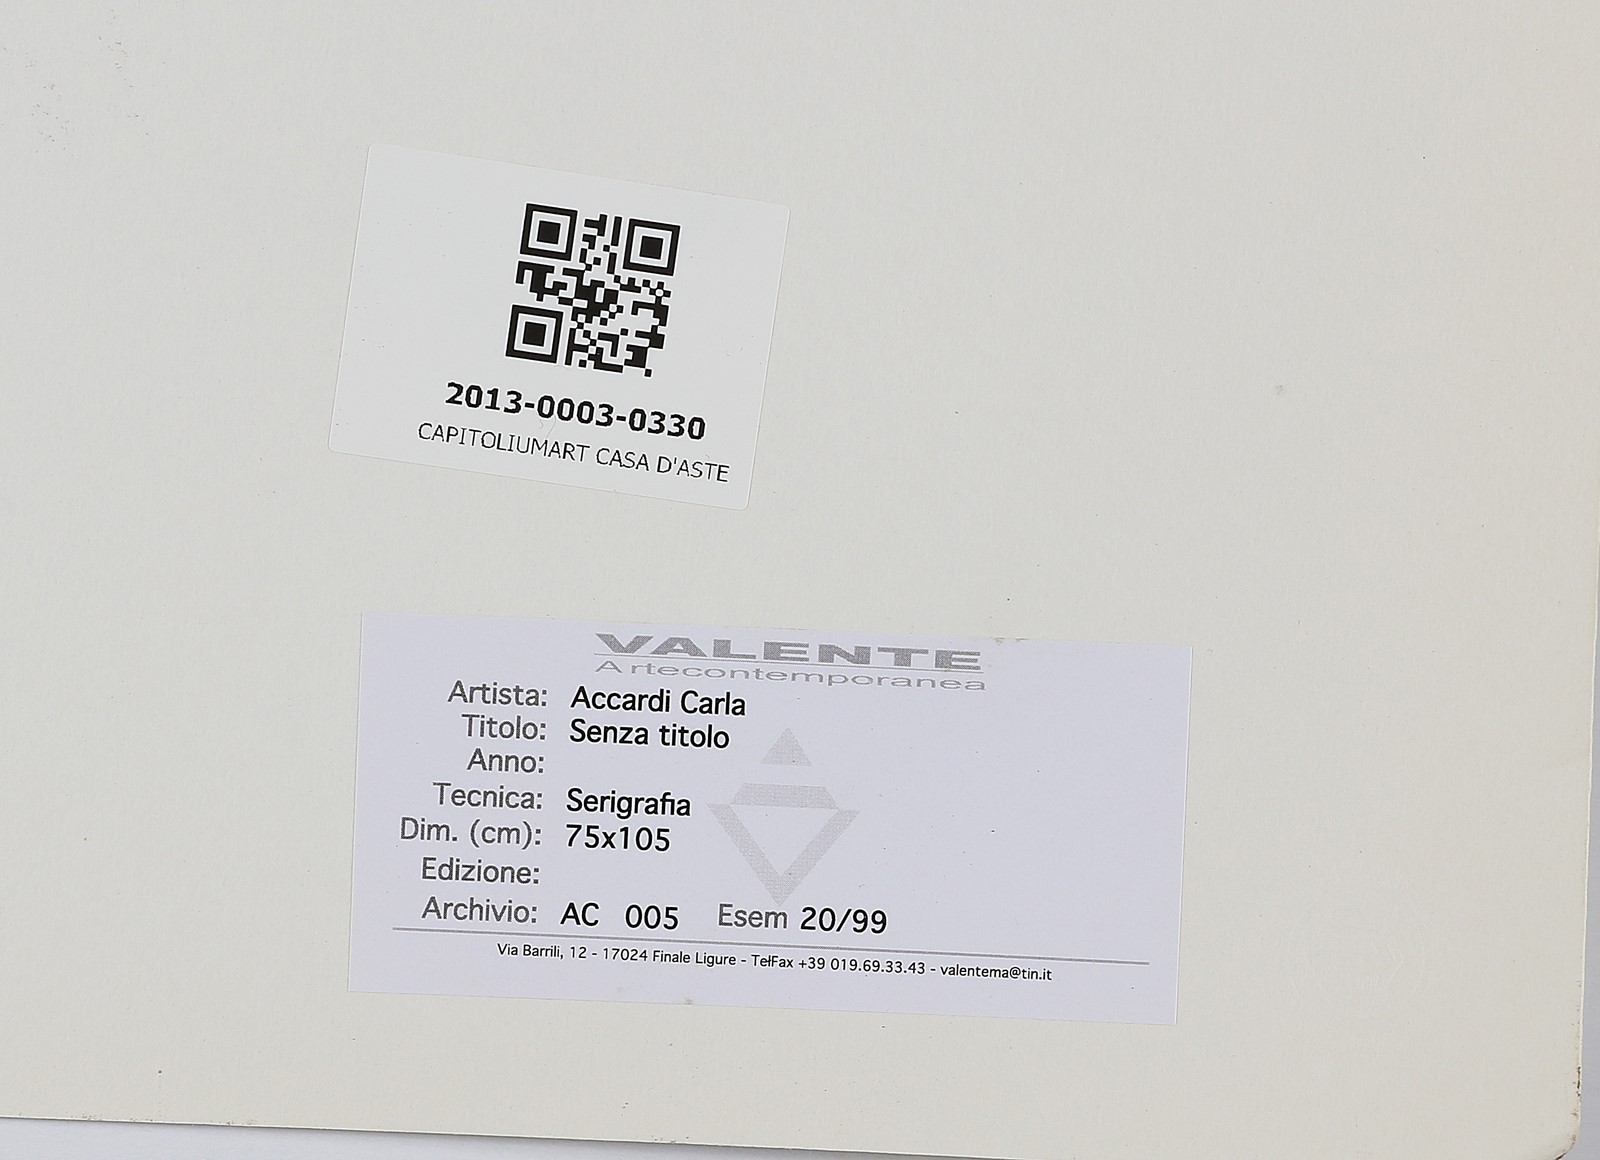 2013-0003-0330
CAPITOLIUMART CASA D'ASTE
VALENTE
Artecontemporanea
Artista: Accardi Carla
Titolo: Senza titolo
Anno:
Tecnica: Serigrafia
Dim. (cm): 75x105
Edizione:
Archivio: AC 005 Esem 20/99
Via Barrili, 12 - 17024 Finale Ligure - TelFax +39 019.69.33.43 - valentema@tin.it